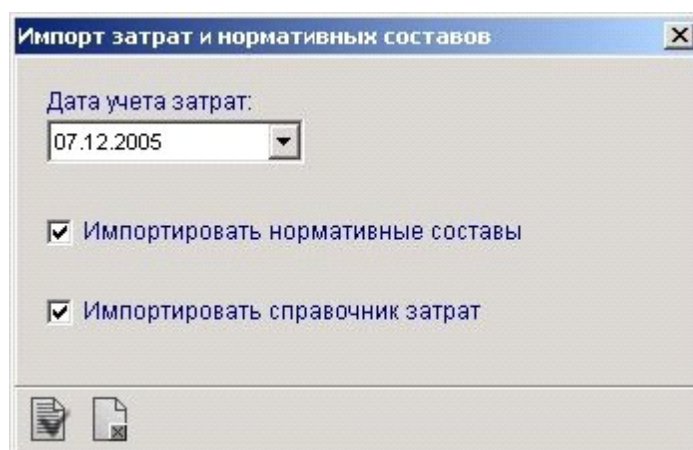 Импорт затрат и нормативных составов
Дата учета затрат:
07.12.2005
Импортировать нормативные составы
Импортировать справочник затрат